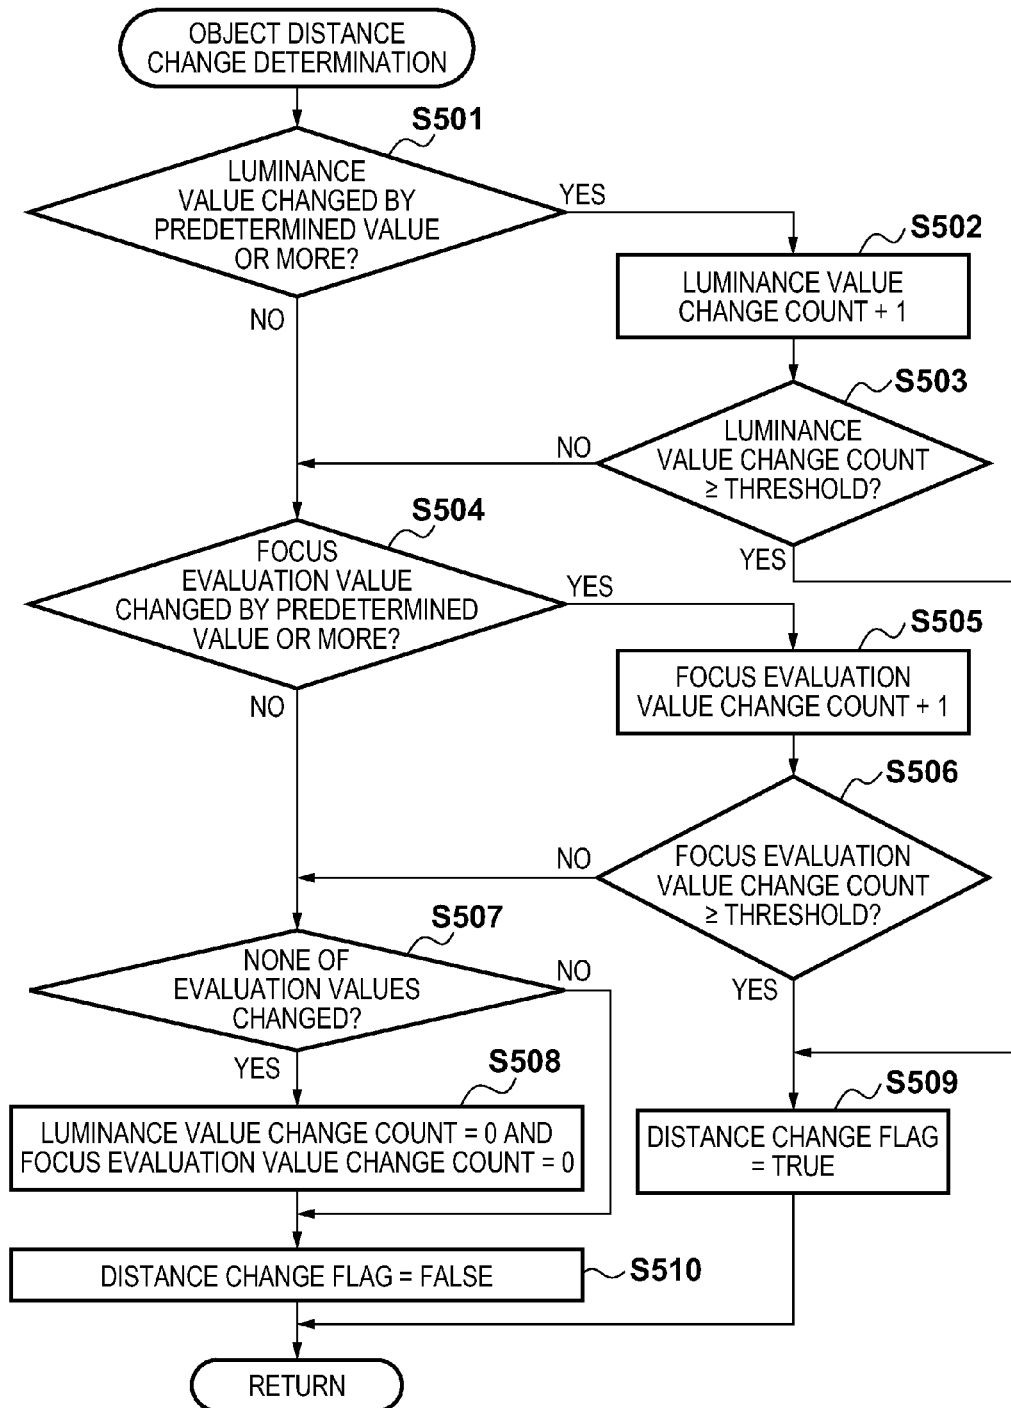 OBJECT DISTANCE
CHANGE DETERMINATION
S501
LUMINANCE
VALUE CHANGED BY
PREDETERMINED VALUE
OR MORE?
YES
NO
S502
LUMINANCE VALUE
CHANGE COUNT + 1
S503
LUMINANCE
VALUE CHANGE COUNT
≥ THRESHOLD?
NO
YES
S504
FOCUS
EVALUATION VALUE
CHANGED BY PREDETERMINED
VALUE OR MORE?
YES
NO
S505
FOCUS EVALUATION
VALUE CHANGE COUNT + 1
S506
FOCUS EVALUATION
VALUE CHANGE COUNT
≥ THRESHOLD?
NO
YES
S507
NONE OF
EVALUATION VALUES
CHANGED?
NO
YES
S508
LUMINANCE VALUE CHANGE COUNT = 0 AND
FOCUS EVALUATION VALUE CHANGE COUNT = 0
S509
DISTANCE CHANGE FLAG
= TRUE
DISTANCE CHANGE FLAG = FALSE
S510
RETURN